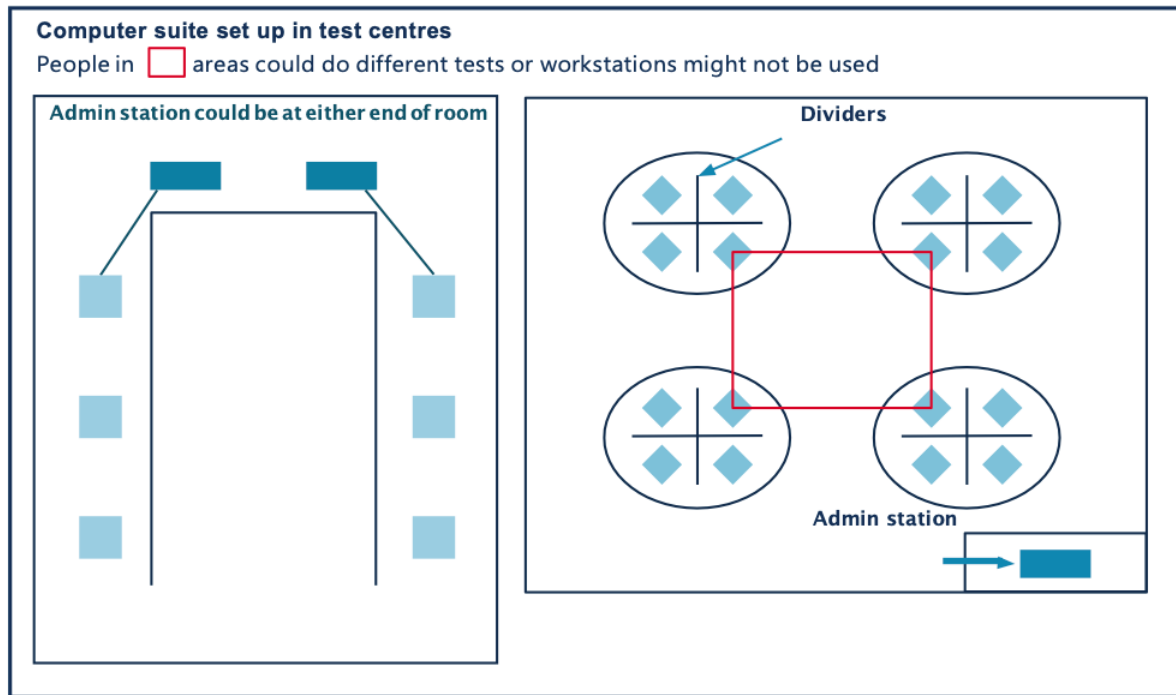 Computer suite set up in test centres
People in areas could do different tests or workstations might not be used
Admin station could be at either end of room
Dividers
Admin station